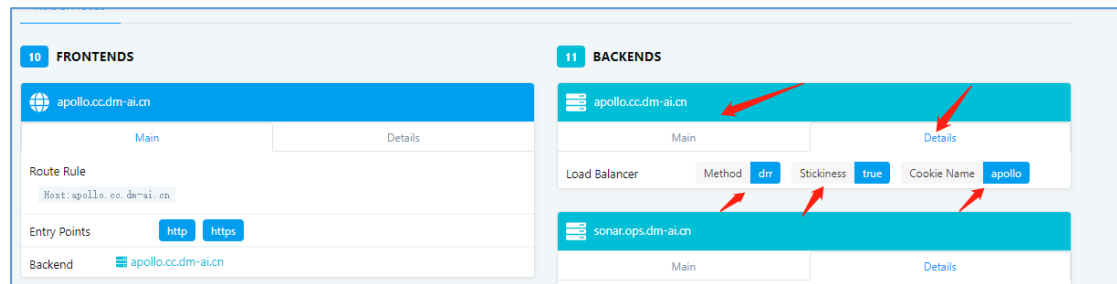 10 FRONTENDS
apollo.cc.dm-ai.cn
Main Details
Route Rule
Host:apollo.cc.dm-ai.cn
Entry Points http https
Backend apollo.cc.dm-ai.cn
11 BACKENDS
apollo.cc.dm-ai.cn
Main Details
Load Balancer Method drr Stickiness true Cookie Name apollo
sonar.ops.dm-ai.cn
Main Details